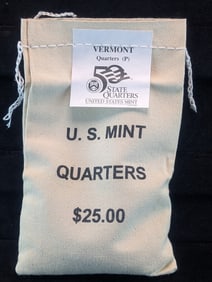 VERMONT
Quarters (P)
50
STATE
QUARTERS
UNITED STATES MINT
U. S. MINT
QUARTERS
$25.00